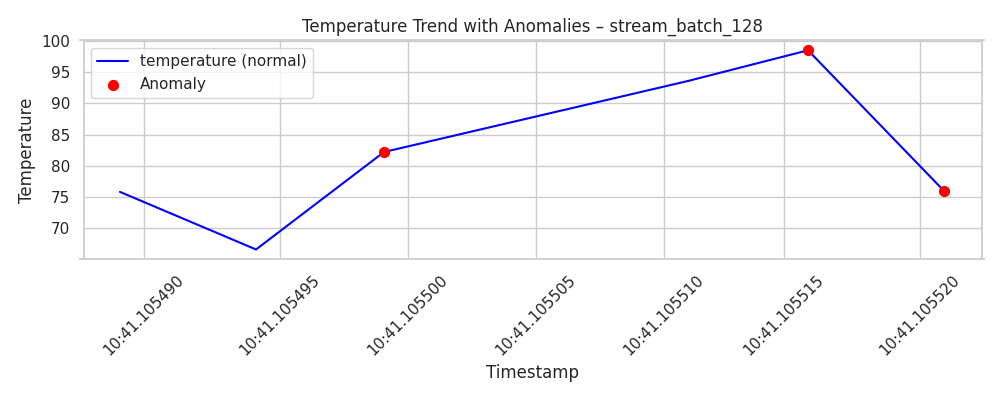 Temperature Trend with Anomalies – stream_batch_128
temperature (normal)
Anomaly
Temperature
100
95
90
85
80
75
70
10:41.105490
10:41.105495
10:41.105500
10:41.105505
10:41.105510
10:41.105515
10:41.105520
Timestamp